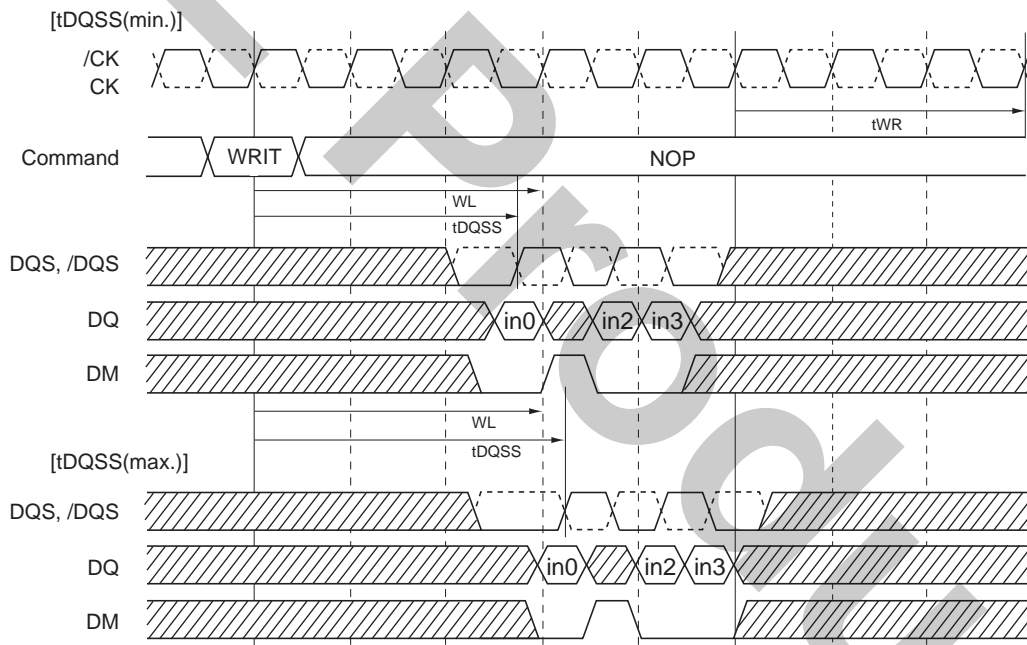 [tDQSS(min.)]
/CK
CK
tWR
Command WRIT NOP
WL
tDQSS
DQS, /DQS
DQ in0 in2 in3
DM
WL
tDQSS
[tDQSS(max.)]
DQS, /DQS
DQ in0 in2 in3
DM
Prod